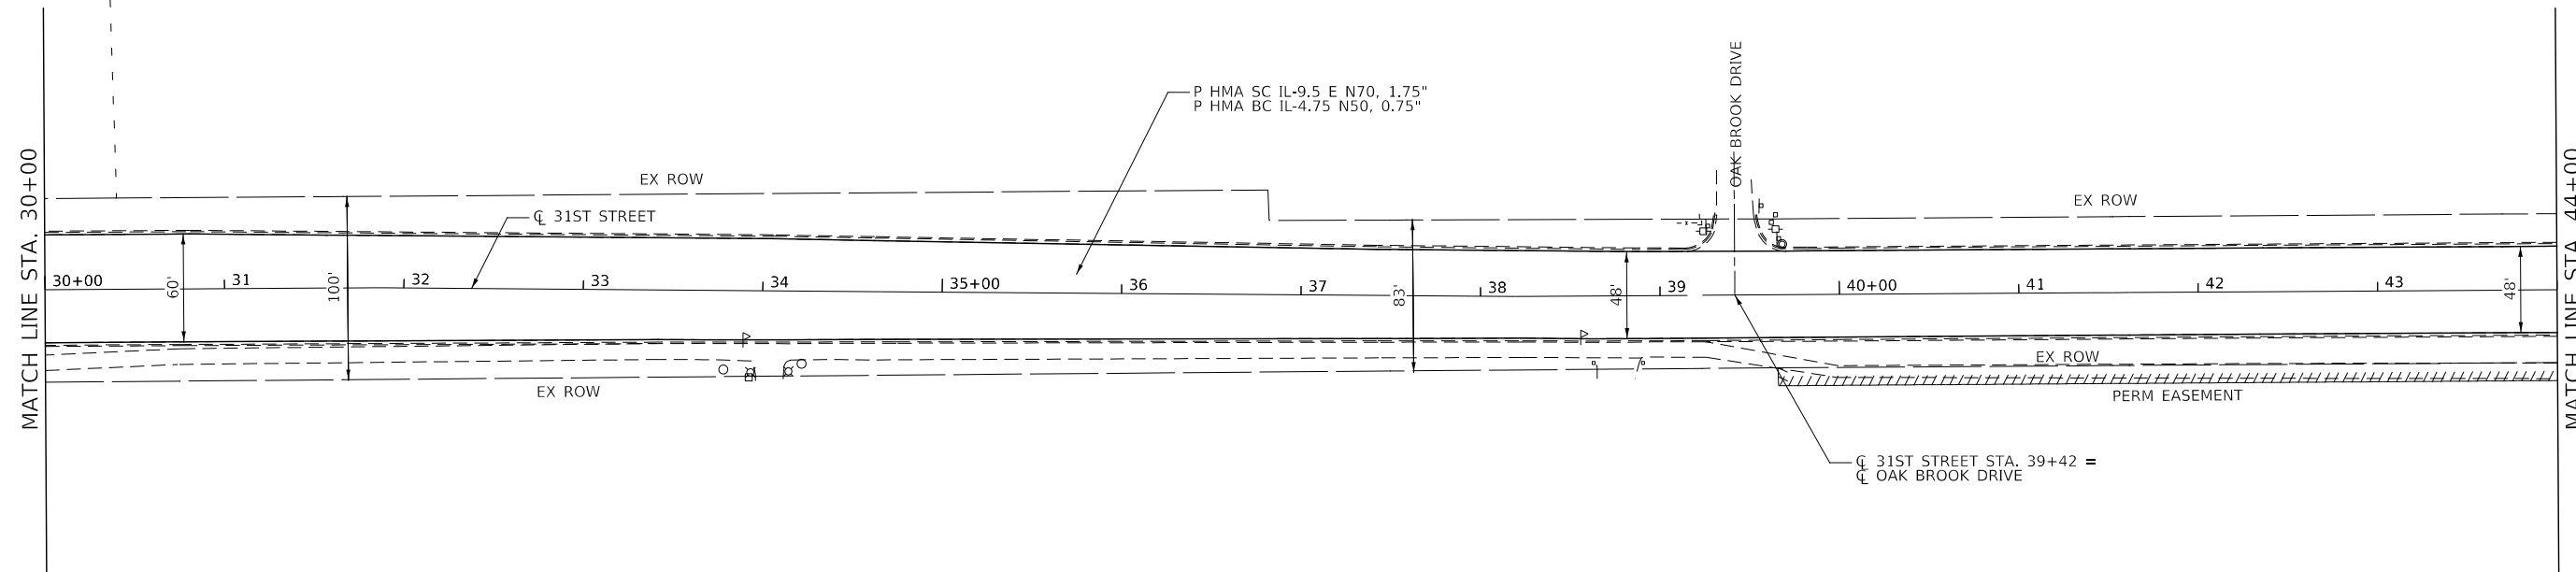 OAK BROOK DRIVE
P HMA SC IL-9.5 E N70, 1.75"
P HMA BC IL-4.75 N50, 0.75"
MATCH LINE STA. 30+00
EX ROW
EX ROW
MATCH LINE STA. 44+00
℄ 31ST STREET
30+00
31
32
33
34
35+00
36
37
38
39
40+00
41
42
43
60'
100'
83'
48'
48'
EX ROW
EX ROW
PERM EASEMENT
℄ 31ST STREET STA. 39+42 =
℄ OAK BROOK DRIVE